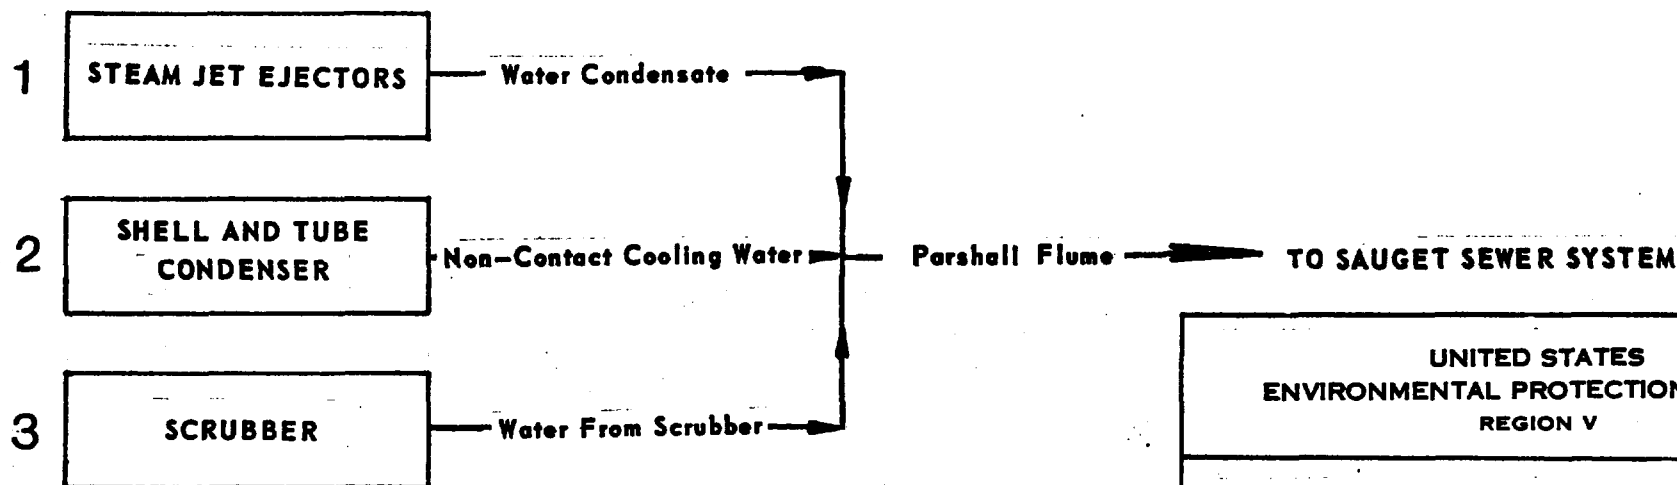 1
STEAM JET EJECTORS
Water Condensate
2
SHELL AND TUBE
CONDENSER
Non-Contact Cooling Water
Parshall Flume
TO SAUGET SEWER SYSTEM
3
SCRUBBER
Water From Scrubber
UNITED STATES
ENVIRONMENTAL PROTECTION
REGION V